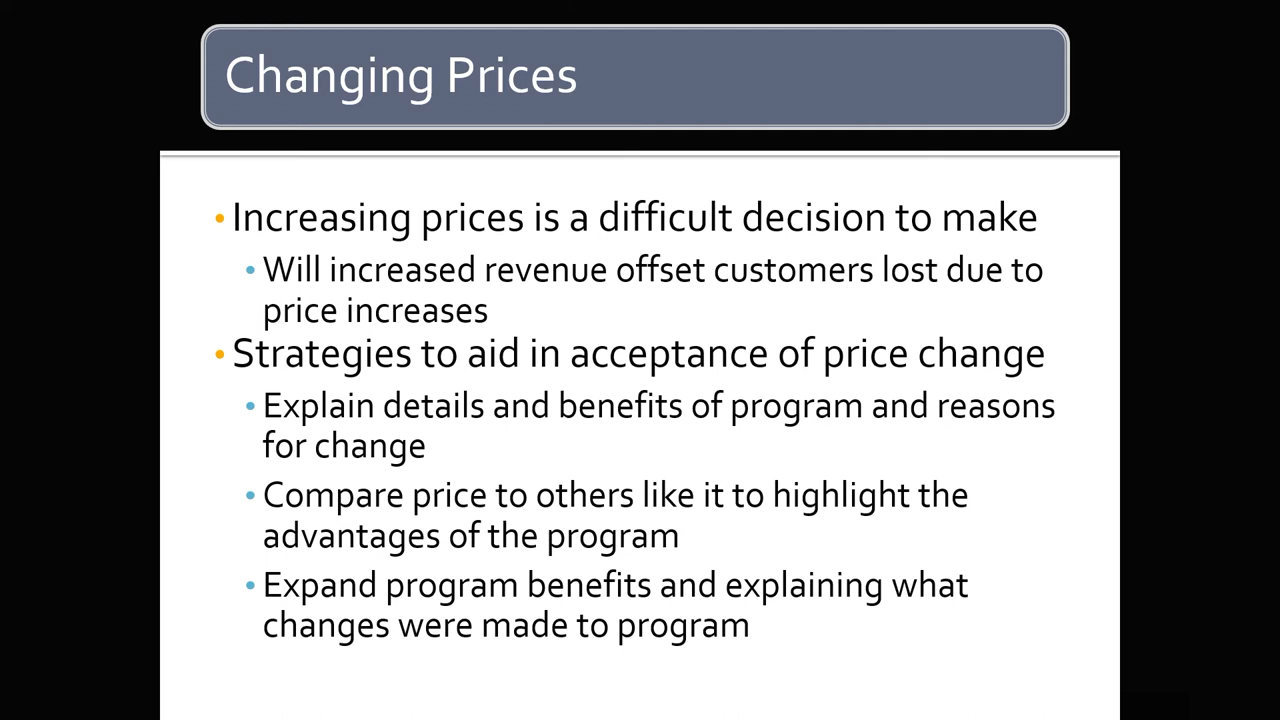 Changing Prices
• Increasing prices is a difficult decision to make
• Will increased revenue offset customers lost due to
price increases
• Strategies to aid in acceptance of price change
• Explain details and benefits of program and reasons
for change
• Compare price to others like it to highlight the
advantages of the program
• Expand program benefits and explaining what
changes were made to program